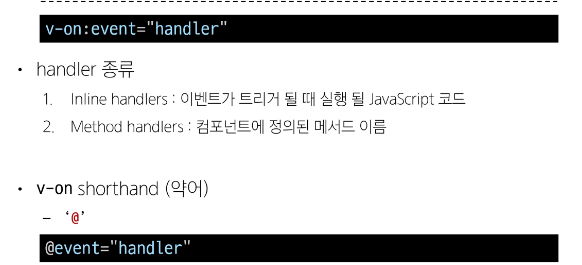 v-on:event="handler"
• handler 종류
1. Inline handlers : 이벤트가 트리거 될 때 실행 될 JavaScript 코드
2. Method handlers : 컴포넌트에 정의된 메서드 이름
• v-on shorthand (약어)
– ‘@’
@event="handler"